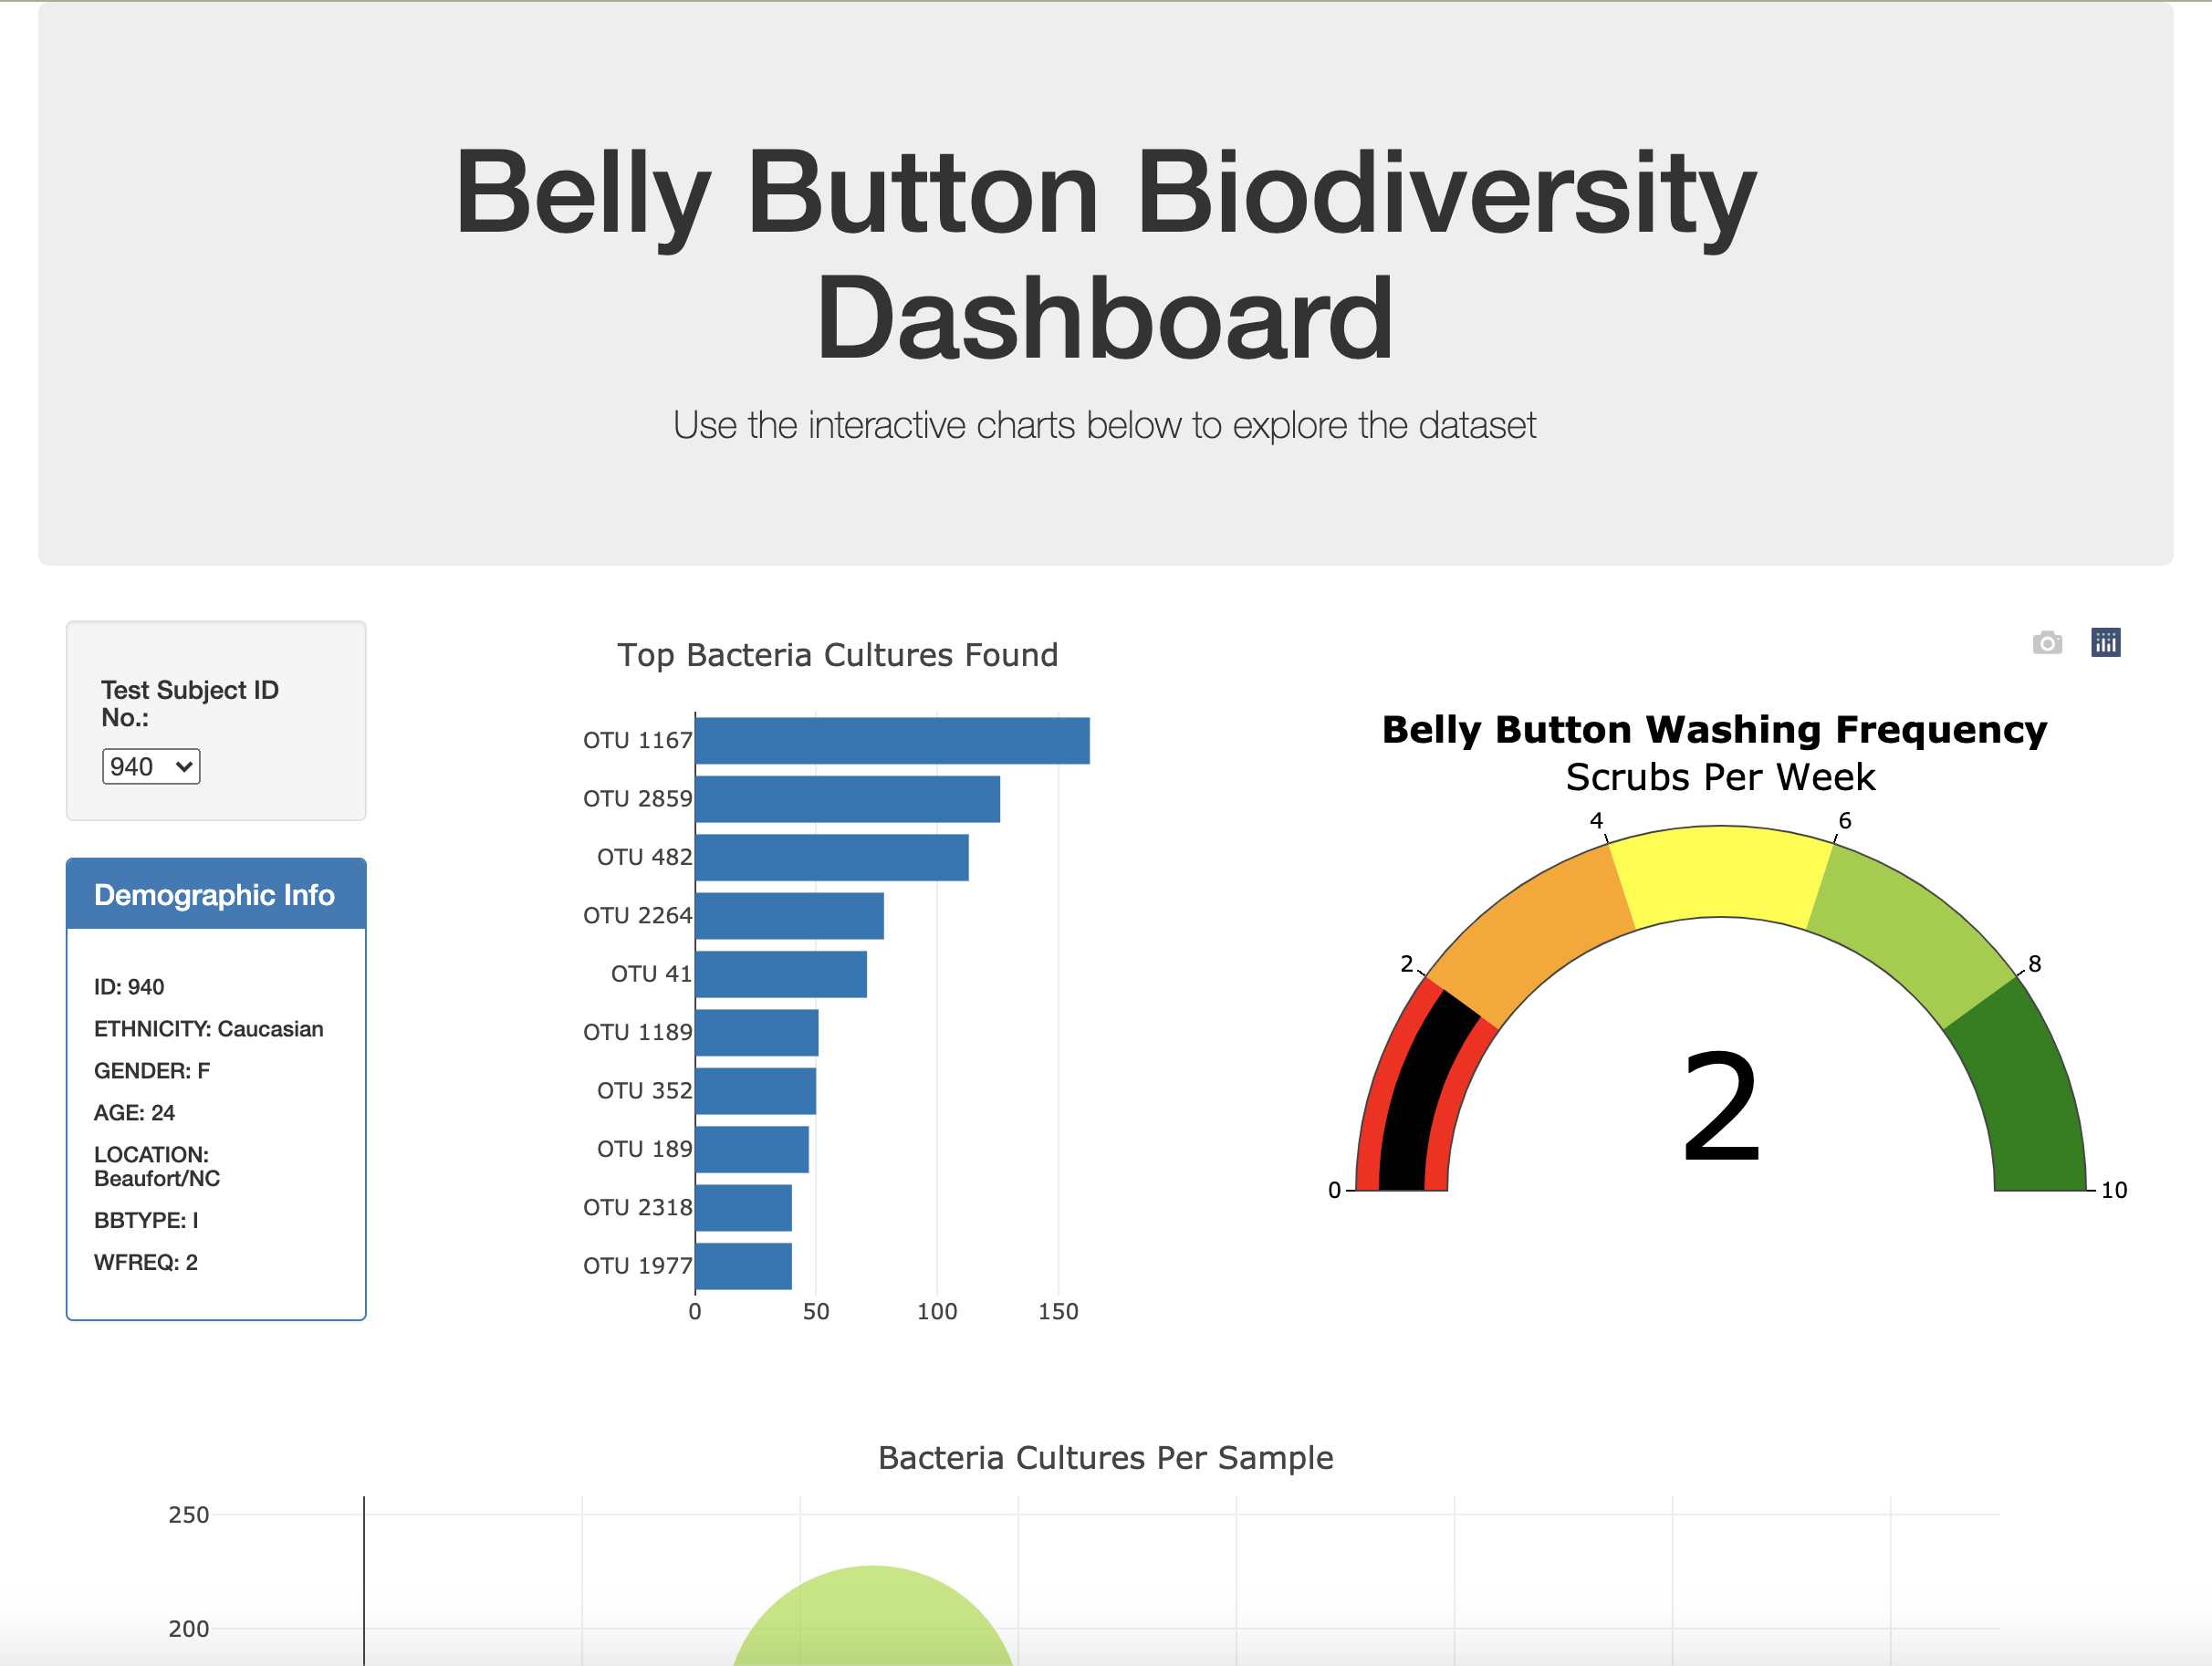 Belly Button Biodiversity
Dashboard
Use the interactive charts below to explore the dataset
Test Subject ID
No.:
940
Demographic Info
ID: 940
ETHNICITY: Caucasian
GENDER: F
AGE: 24
LOCATION:
Beaufort/NC
BBTYPE: I
WFREQ: 2
Top Bacteria Cultures Found
OTU 1167
OTU 2859
OTU 482
OTU 2264
OTU 41
OTU 1189
OTU 352
OTU 189
OTU 2318
OTU 1977
0 50 100 150
Belly Button Washing Frequency
Scrubs Per Week
4 6
2 8
2
0 10
Bacteria Cultures Per Sample
250
200